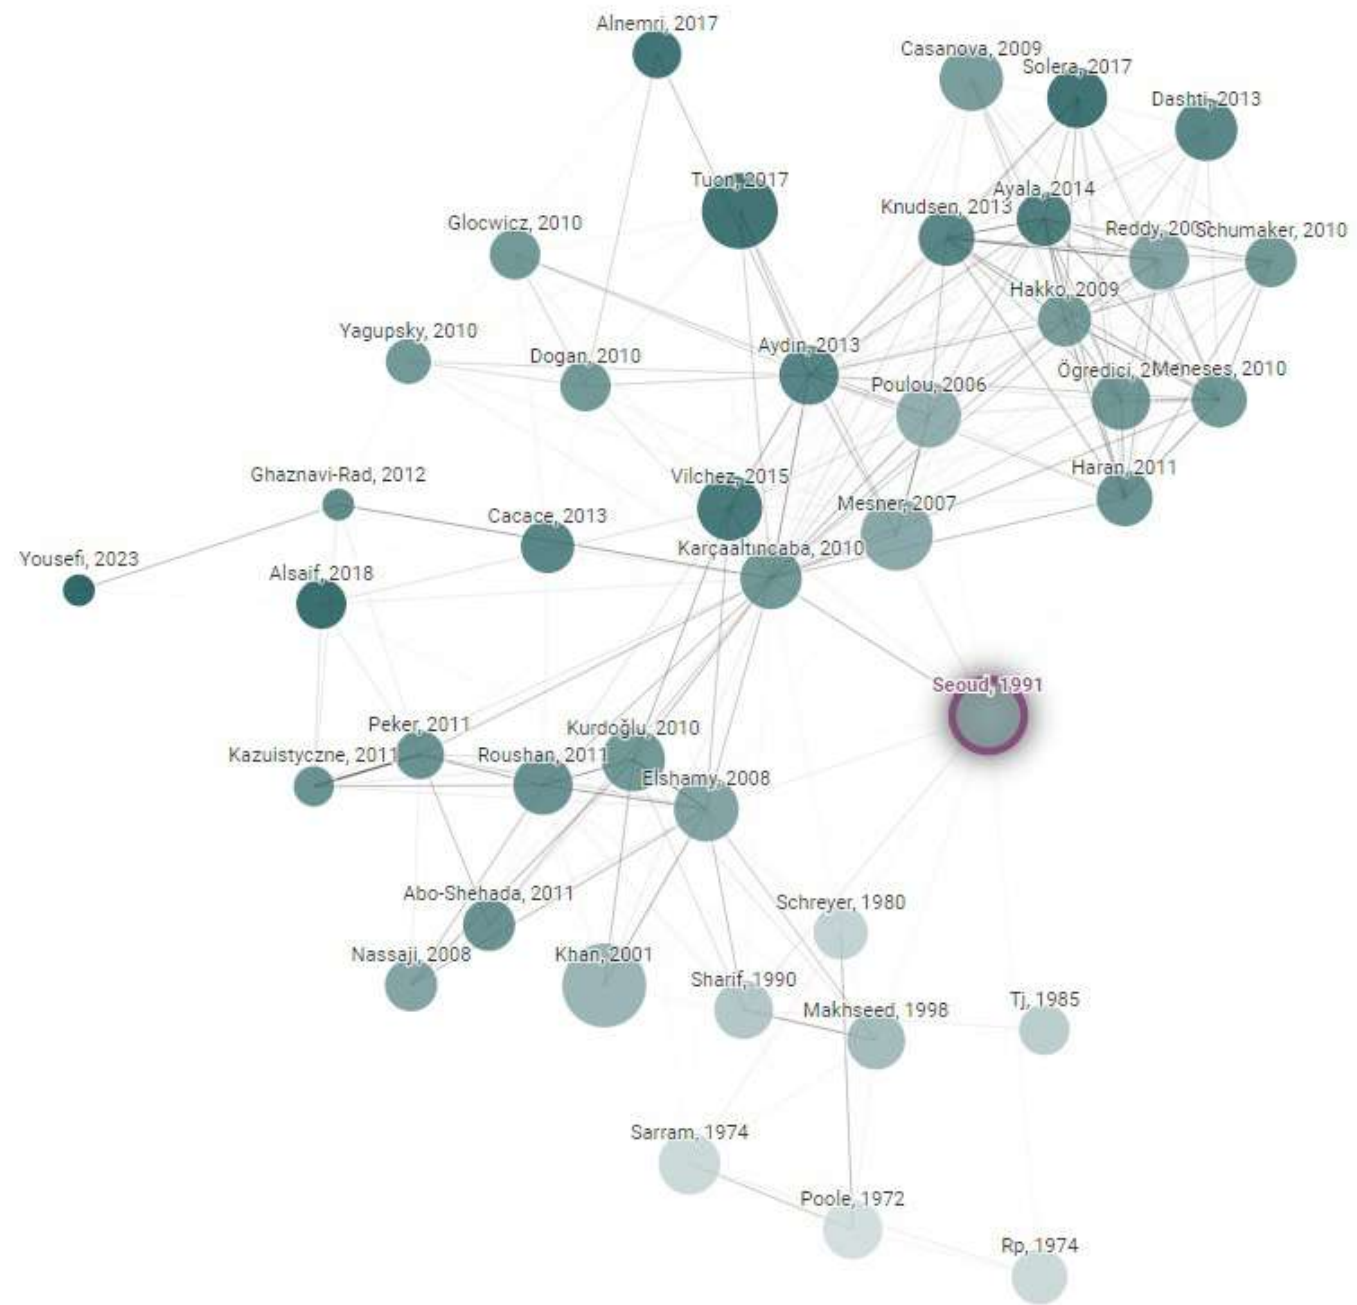 Alnemri, 2017
Casanova, 2009
Solera, 2017
Dashti, 2013
Tuon, 2017
Ayala, 2014
Knudsen, 2013
Glocwicz, 2010
Reddy,
Schumaker, 2010
Hakko, 2009
Yagupsky, 2010
Aydın, 2013
Dogan, 2010
Ögredici,
Meneses, 2010
Poulou, 2006
Haran, 2011
Ghaznavi-Rad, 2012
Vilchez, 2015
Mesner, 2007
Cacace, 2013
Karçaaltıncaba, 2010
Yousefi, 2023
Alsaif, 2018
Seoud, 1991
Peker, 2011
Kurdoğlu, 2010
Kazuistyczne, 2011
Roushan, 2011
Elshamy, 2008
Abo-Shehada, 2011
Schreyer, 1980
Nassaji, 2008
Khan, 2001
Sharif, 1990
Tj, 1985
Makhseed, 1998
Sarram, 1974
Poole, 1972
Rp, 1974